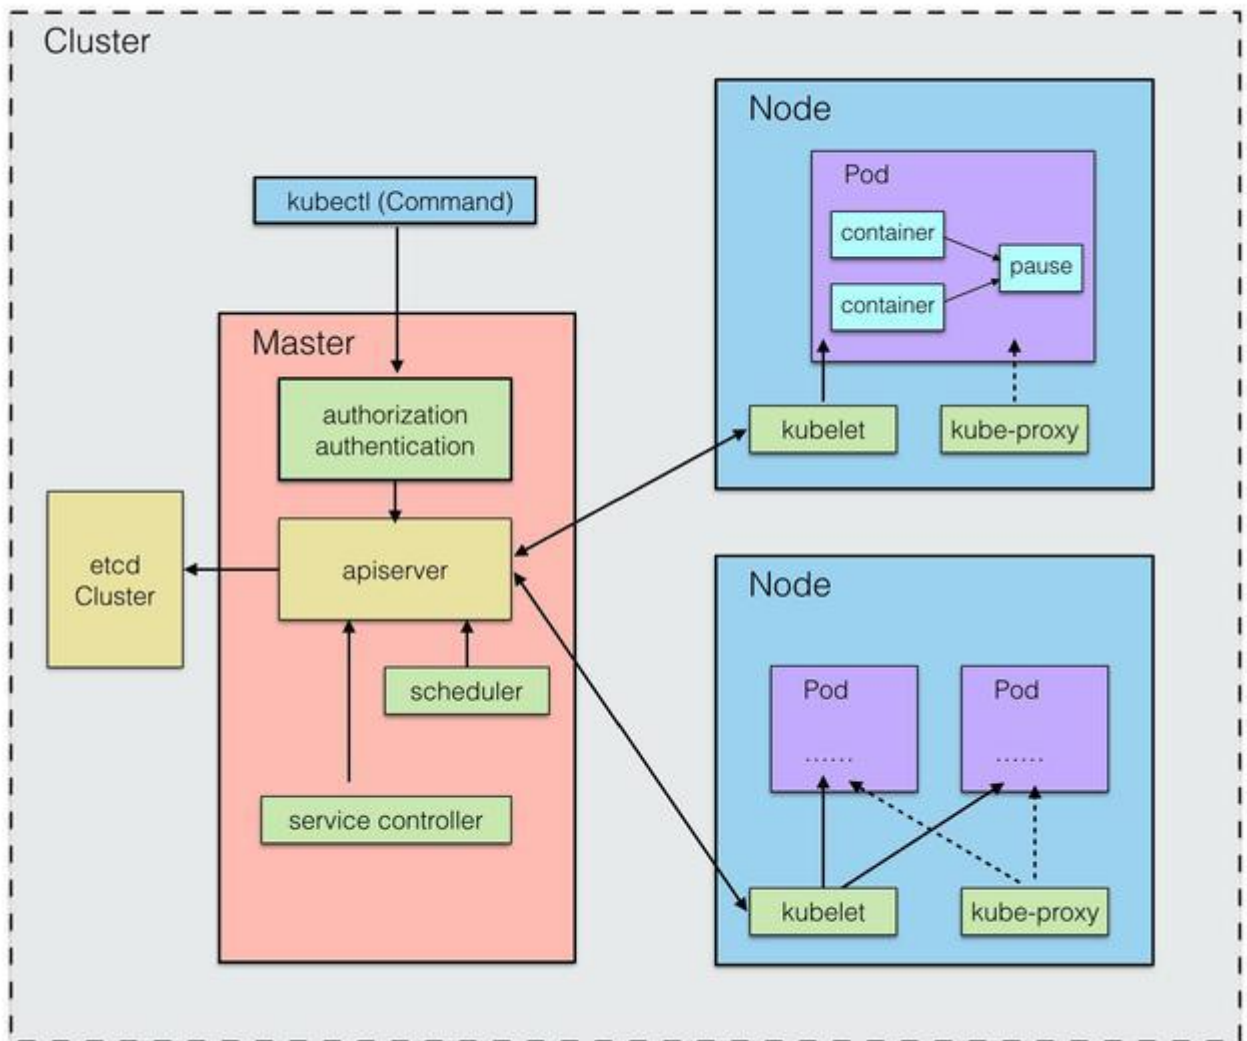 Cluster
kubectl (Command)
Master
authorization
authentication
apiserver
etcd
Cluster
scheduler
service controller
Node
Pod
container
container
pause
kubelet
kube-proxy
Node
Pod
......
Pod
......
kubelet
kube-proxy